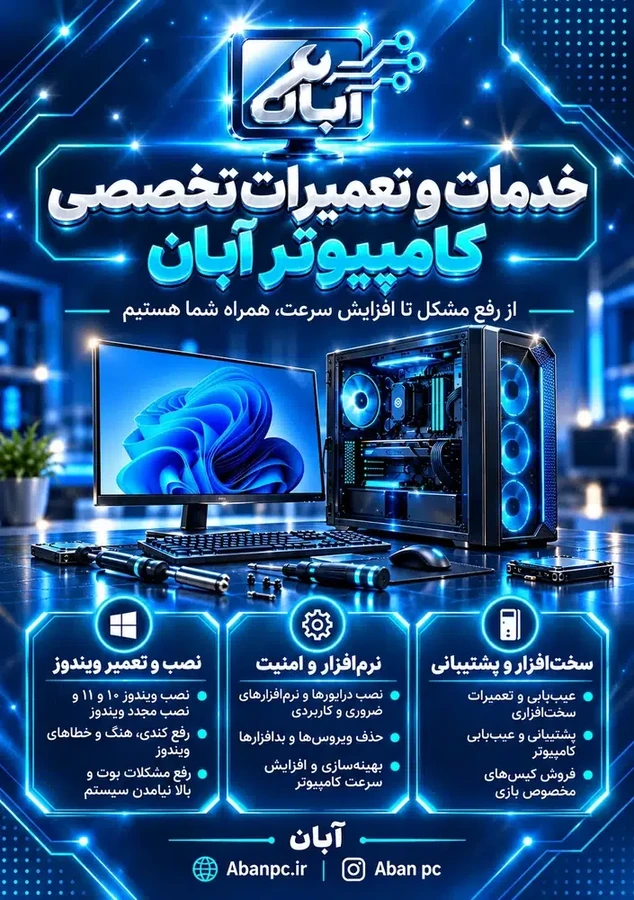 آبان
خدمات و تعمیرات تخصصی
کامپیوتر آبان
از رفع مشکل تا افزایش سرعت، همراه شما هستیم
سخت‌افزار و پشتیبانی
عیب‌یابی و تعمیرات
سخت‌افزاری
پشتیبانی و عیب‌یابی
کامپیوتر
فروش کیس‌های
مخصوص بازی
نرم‌افزار و امنیت
نصب درایورها و نرم‌افزارهای
ضروری و کاربردی
حذف ویروس‌ها و بدافزارها
بهینه‌سازی و افزایش
سرعت کامپیوتر
نصب و تعمیر ویندوز
نصب ویندوز ۱۰ و ۱۱ و
نصب مجدد ویندوز
رفع کندی، هنگ و خطاهای
ویندوز
رفع مشکلات بوت و
بالا نیامدن سیستم
آبان
Abanpc.ir | Aban pc